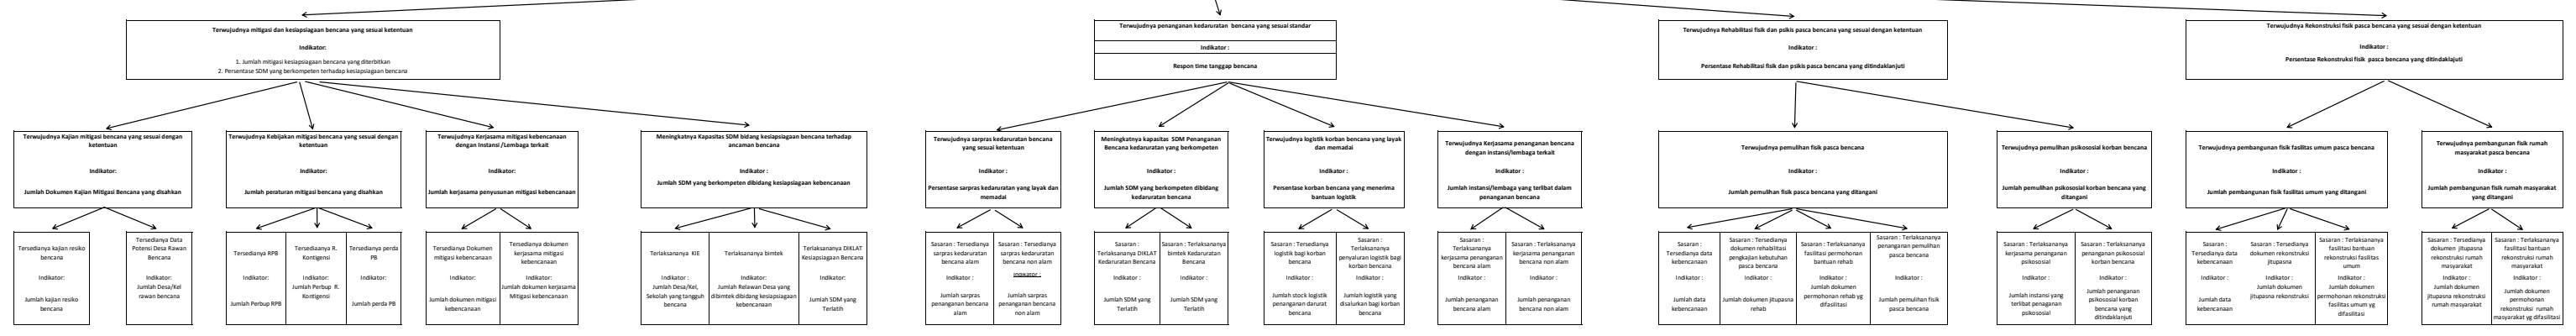 Terwujudnya mitigasi dan kesiapsiagaan bencana yang sesuai ketentuan
Indikator:
1. Jumlah mitigasi kesiapsiagaan bencana yang diterbitkan
2. Persentase SDM yang berkompeten terhadap kesiapsiagaan bencana
Terwujudnya penanganan kedaruratan bencana yang sesuai standar
Indikator :
Respon time tanggap bencana
Terwujudnya Rehabilitasi fisik dan psikis pasca bencana yang sesuai dengan ketentuan
Indikator :
Persentase Rehabilitasi fisik dan psikis pasca bencana yang ditindaklanjuti
Terwujudnya Rekonstruksi fisik pasca bencana yang sesuai dengan ketentuan
Indikator :
Persentase Rekonstruksi fisik pasca bencana yang ditindaklajuti
Terwujudnya Kajian mitigasi bencana yang sesuai dengan
ketentuan
Indikator:
Jumlah Dokumen Kajian Mitigasi Bencana yang disahkan
Terwujudnya Kebijakan mitigasi bencana yang sesuai dengan
ketentuan
Indikator:
Jumlah peraturan mitigasi bencana yang disahkan
Terwujudnya Kerjasama mitigasi kebencanaan
dengan Instansi /Lembaga terkait
Indikator:
Jumlah kerjasama penyusunan mitigasi kebencanaan
Meningkatnya Kapasitas SDM bidang kesiapsiagaan bencana terhadap
ancaman bencana
Indikator :
Jumlah SDM yang berkompeten dibidang kesiapsiagaan kebencanaan
Terwujudnya sarpras kedaruratan bencana
yang sesuai ketentuan
Indikator :
Persentase sarpras kedaruratan yang layak dan
memadai
Meningkatnya kapasitas SDM Penanganan
Bencana kedaruratan yang berkompeten
Indikator :
Jumlah SDM yang berkompeten dibidang
kedaruratan bencana
Terwujudnya logistik korban bencana yang layak
dan memadai
Indikator :
Persentase korban bencana yang menerima
bantuan logistik
Terwujudnya Kerjasama penanganan bencana
dengan instansi/lembaga terkait
Indikator :
Jumlah instansi/lembaga yang terlibat dalam
penanganan bencana
Terwujudnya pemulihan fisik pasca bencana
Indikator :
Jumlah pemulihan fisik pasca bencana yang ditangani
Terwujudnya pemulihan psikososial korban bencana
Indikator :
Jumlah pemulihan psikososial korban bencana yang
ditangani
Terwujudnya pembangunan fisik fasilitas umum pasca bencana
Indikator :
Jumlah pembangunan fisik fasilitas umum yang ditangani
Terwujudnya pembangunan fisik rumah
masyarakat pasca bencana
Indikator :
Jumlah pembangunan fisik rumah masyarakat
yang ditangani
Tersedianya kajian resiko
bencana
Indikator:
Jumlah kajian resiko
bencana
Tersedianya Data
Potensi Desa Rawan
Bencana
Indikator:
Jumlah Desa/Kel
rawan bencana
Tersedianya RPB
Indikator:
Jumlah Perbup RPB
Tersediaanya R.
Kontigensi
Indikator:
Jumlah Perbup R.
Kontigensi
Tersedianya perda
PB
Indikator:
Jumlah perda PB
Tersedianya Dokumen
mitigasi kebencanaan
Indikator:
Jumlah dokumen mitigasi
kebencanaan
Tersedianya dokumen
kerjasama mitigasi
kebencanaan
Indikator:
Jumlah dokumen kerjasama
Mitigasi kebencanaan
Terlaksananya KIE
Indikator :
Jumlah Desa/Kel,
Sekolah yang tangguh
bencana
Terlaksananya bimtek
Indikator :
Jumlah Relawan Desa yang
dibimtek dibidang kesiapsiagaan
kebencanaan
Terlaksananya DIKLAT
Kesiapsiagaan Bencana
Indikator :
Jumlah SDM yang
Terlatih
Sasaran : Tersedianya
sarpras kedaruratan
bencana alam
Indikator :
Jumlah sarpras
penanganan bencana
alam
Sasaran : Tersedianya
sarpras kedaruratan
bencana non alam
Indikator :
Jumlah sarpras
penanganan bencana
non alam
Sasaran :
Terlaksananya DIKLAT
Kedaruratan Bencana
Indikator :
Jumlah SDM yang
Terlatih
Sasaran : Terlaksananya
bimtek Kedaruratan
Bencana
Indikator :
Jumlah SDM yang
Terlatih
Sasaran : Tersedianya
logistik bagi korban
bencana
Indikator :
Jumlah stock logistik
penanganan darurat
bencana
Sasaran :
Terlaksananya
penyaluran logistik bagi
korban bencana
Indikator :
Jumlah logistik yang
disalurkan bagi korban
bencana
Sasaran :
Terlaksananya
kerjasama penanganan
bencana alam
Indikator :
Jumlah penanganan
bencana alam
Sasaran : Terlaksananya
kerjasama penanganan
bencana non alam
Indikator :
Jumlah penanganan
bencana non alam
Sasaran :
Tersedianya data
kebencanaan
Indikator :
Jumlah data
kebencanaan
Sasaran : Tersedianya
dokumen rehabilitasi
pengkajian kebutuhan
pasca bencana
Indikator :
Jumlah dokumen jitupasna
rehab
Sasaran : Terlaksananya
fasilitasi permohonan
bantuan rehab
Indikator :
Jumlah dokumen
permohonan rehab yg
difasilitasi
Sasaran : Terlaksananya
penanganan pemulihan
pasca bencana
Indikator :
Jumlah pemulihan fisik
pasca bencana
Sasaran : Terlaksananya
kerjasama penanganan
psikososial
Indikator :
Jumlah instansi yang
terlibat penaganan
psikososial
Sasaran : Terlaksananya
penanganan psikososial
korban bencana
Indikator :
Jumlah penanganan
psikososial korban
bencana yang
ditindaklanjuti
Sasaran :
Tersedianya data
kebencanaan
Indikator :
Jumlah data
kebencanaan
Sasaran : Tersedianya
dokumen rekonstruksi
jitupasna
Indikator :
Jumlah dokumen
jitupasna rekonstruksi
Sasaran : Terlaksananya
fasilitasi bantuan
rekonstruksi fasilitas
umum
Indikator :
Jumlah dokumen
permohonan rekonstruksi
fasilitas umum yg
difasilitasi
Sasaran : Tersedianya
dokumen jitupasna
rekonstruksi rumah
masyarakat
Indikator :
Jumlah dokumen
jitupasna rekonstruksi
rumah masyarakat
Sasaran : Terlaksananya
fasilitasi bantuan
rekonstruksi rumah
masyarakat
Indikator :
Jumlah dokumen
permohonan
rekonstruksi rumah
masyarakat yg difasilitasi